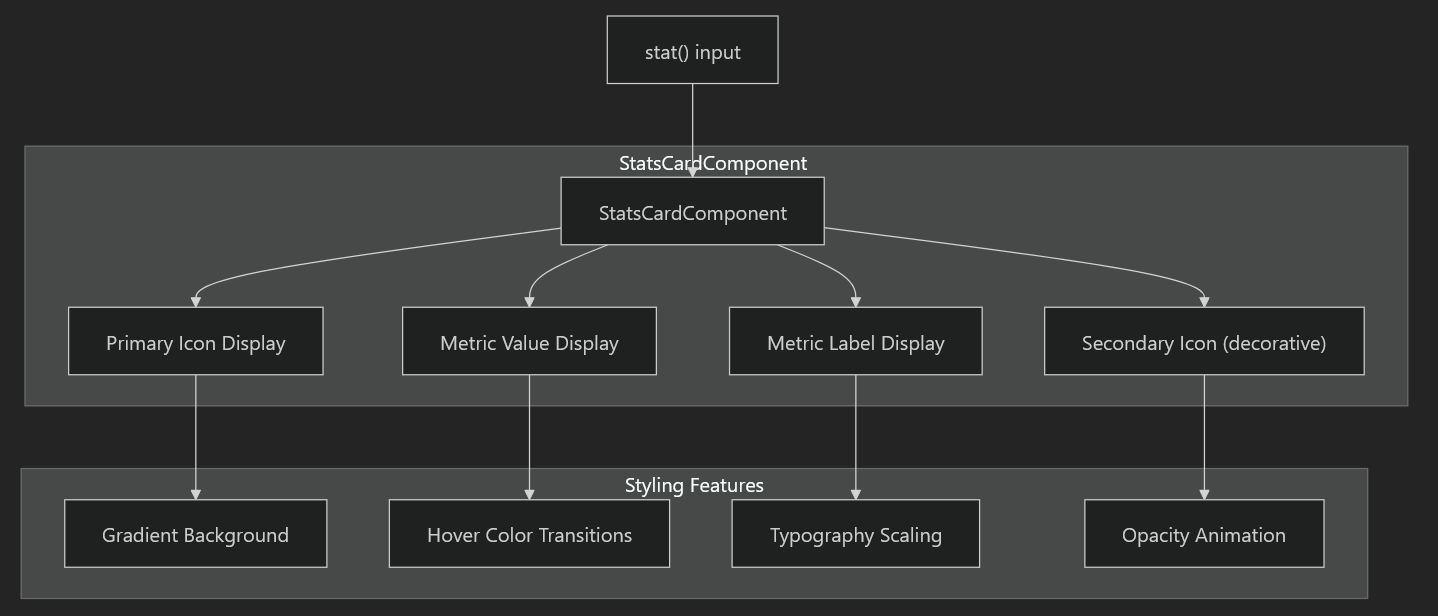 stat() input
StatsCardComponent
StatsCardComponent
Primary Icon Display
Metric Value Display
Metric Label Display
Secondary Icon (decorative)
Styling Features
Gradient Background
Hover Color Transitions
Typography Scaling
Opacity Animation